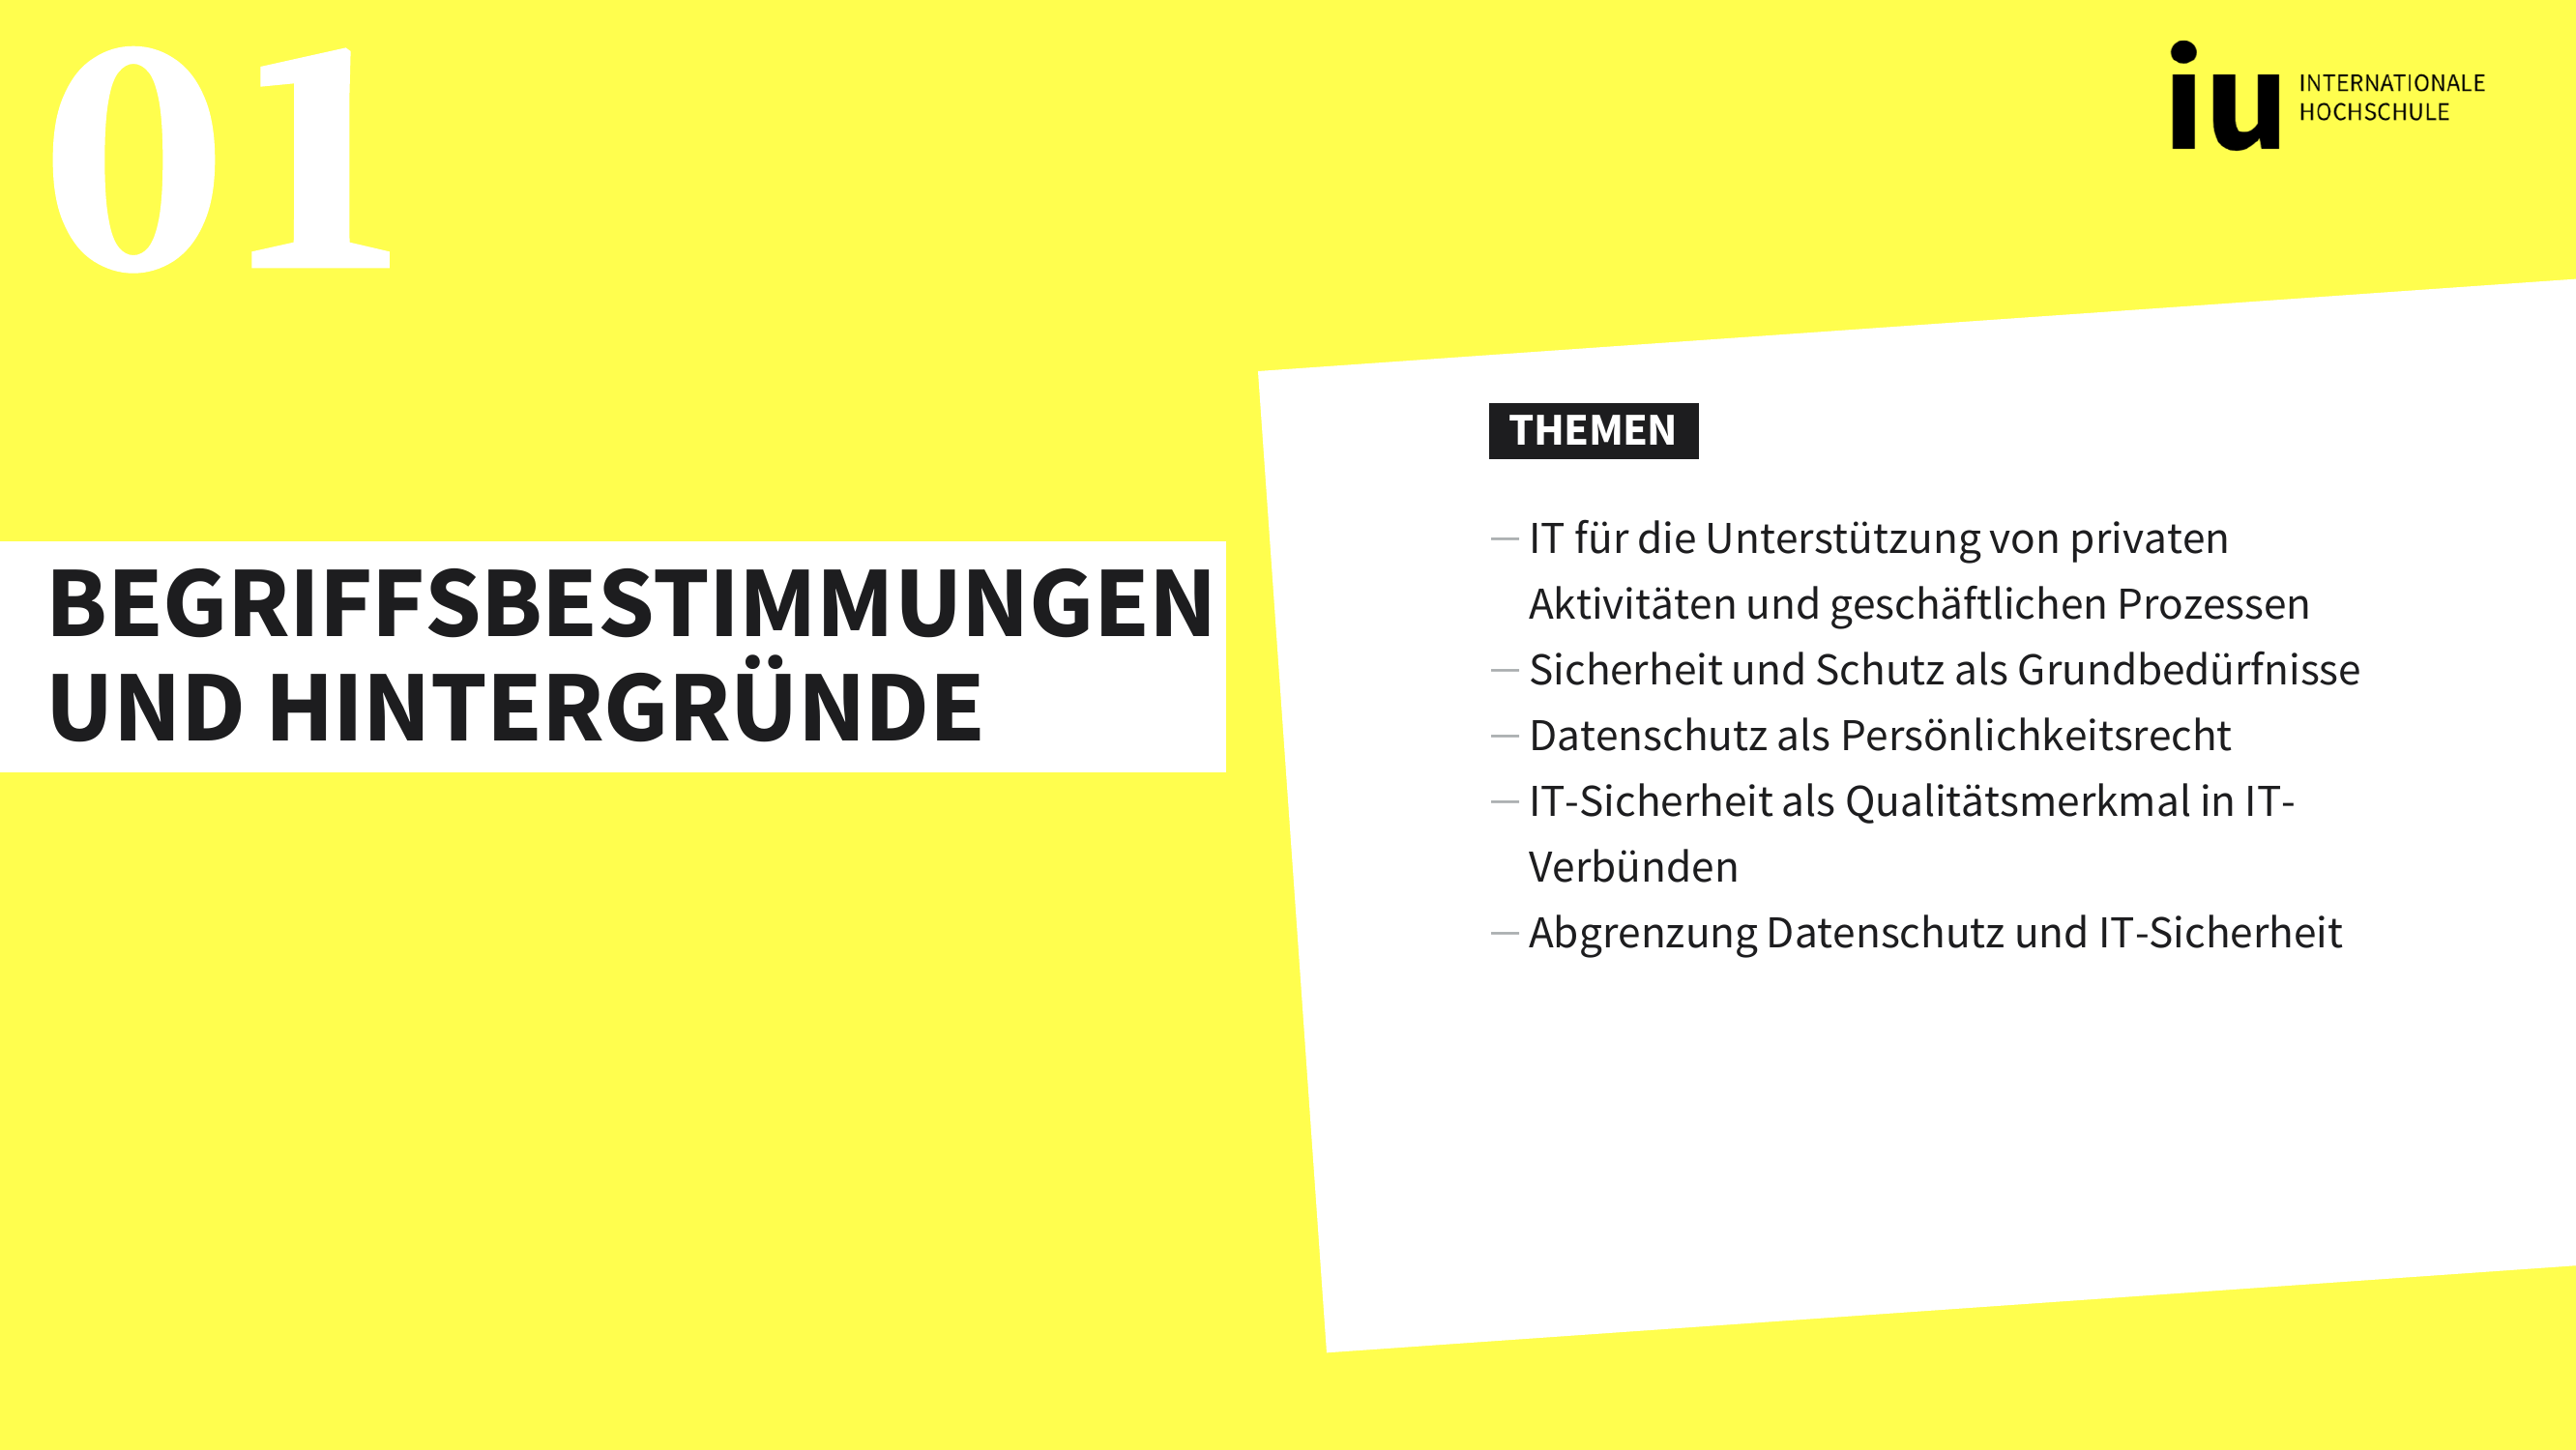 01
iu INTERNATIONALE
HOCHSCHULE
BEGRIFFSBESTIMMUNGEN
UND HINTERGRÜNDE
THEMEN
— IT für die Unterstützung von privaten
Aktivitäten und geschäftlichen Prozessen
— Sicherheit und Schutz als Grundbedürfnisse
— Datenschutz als Persönlichkeitsrecht
— IT-Sicherheit als Qualitätsmerkmal in IT-
Verbünden
— Abgrenzung Datenschutz und IT-Sicherheit